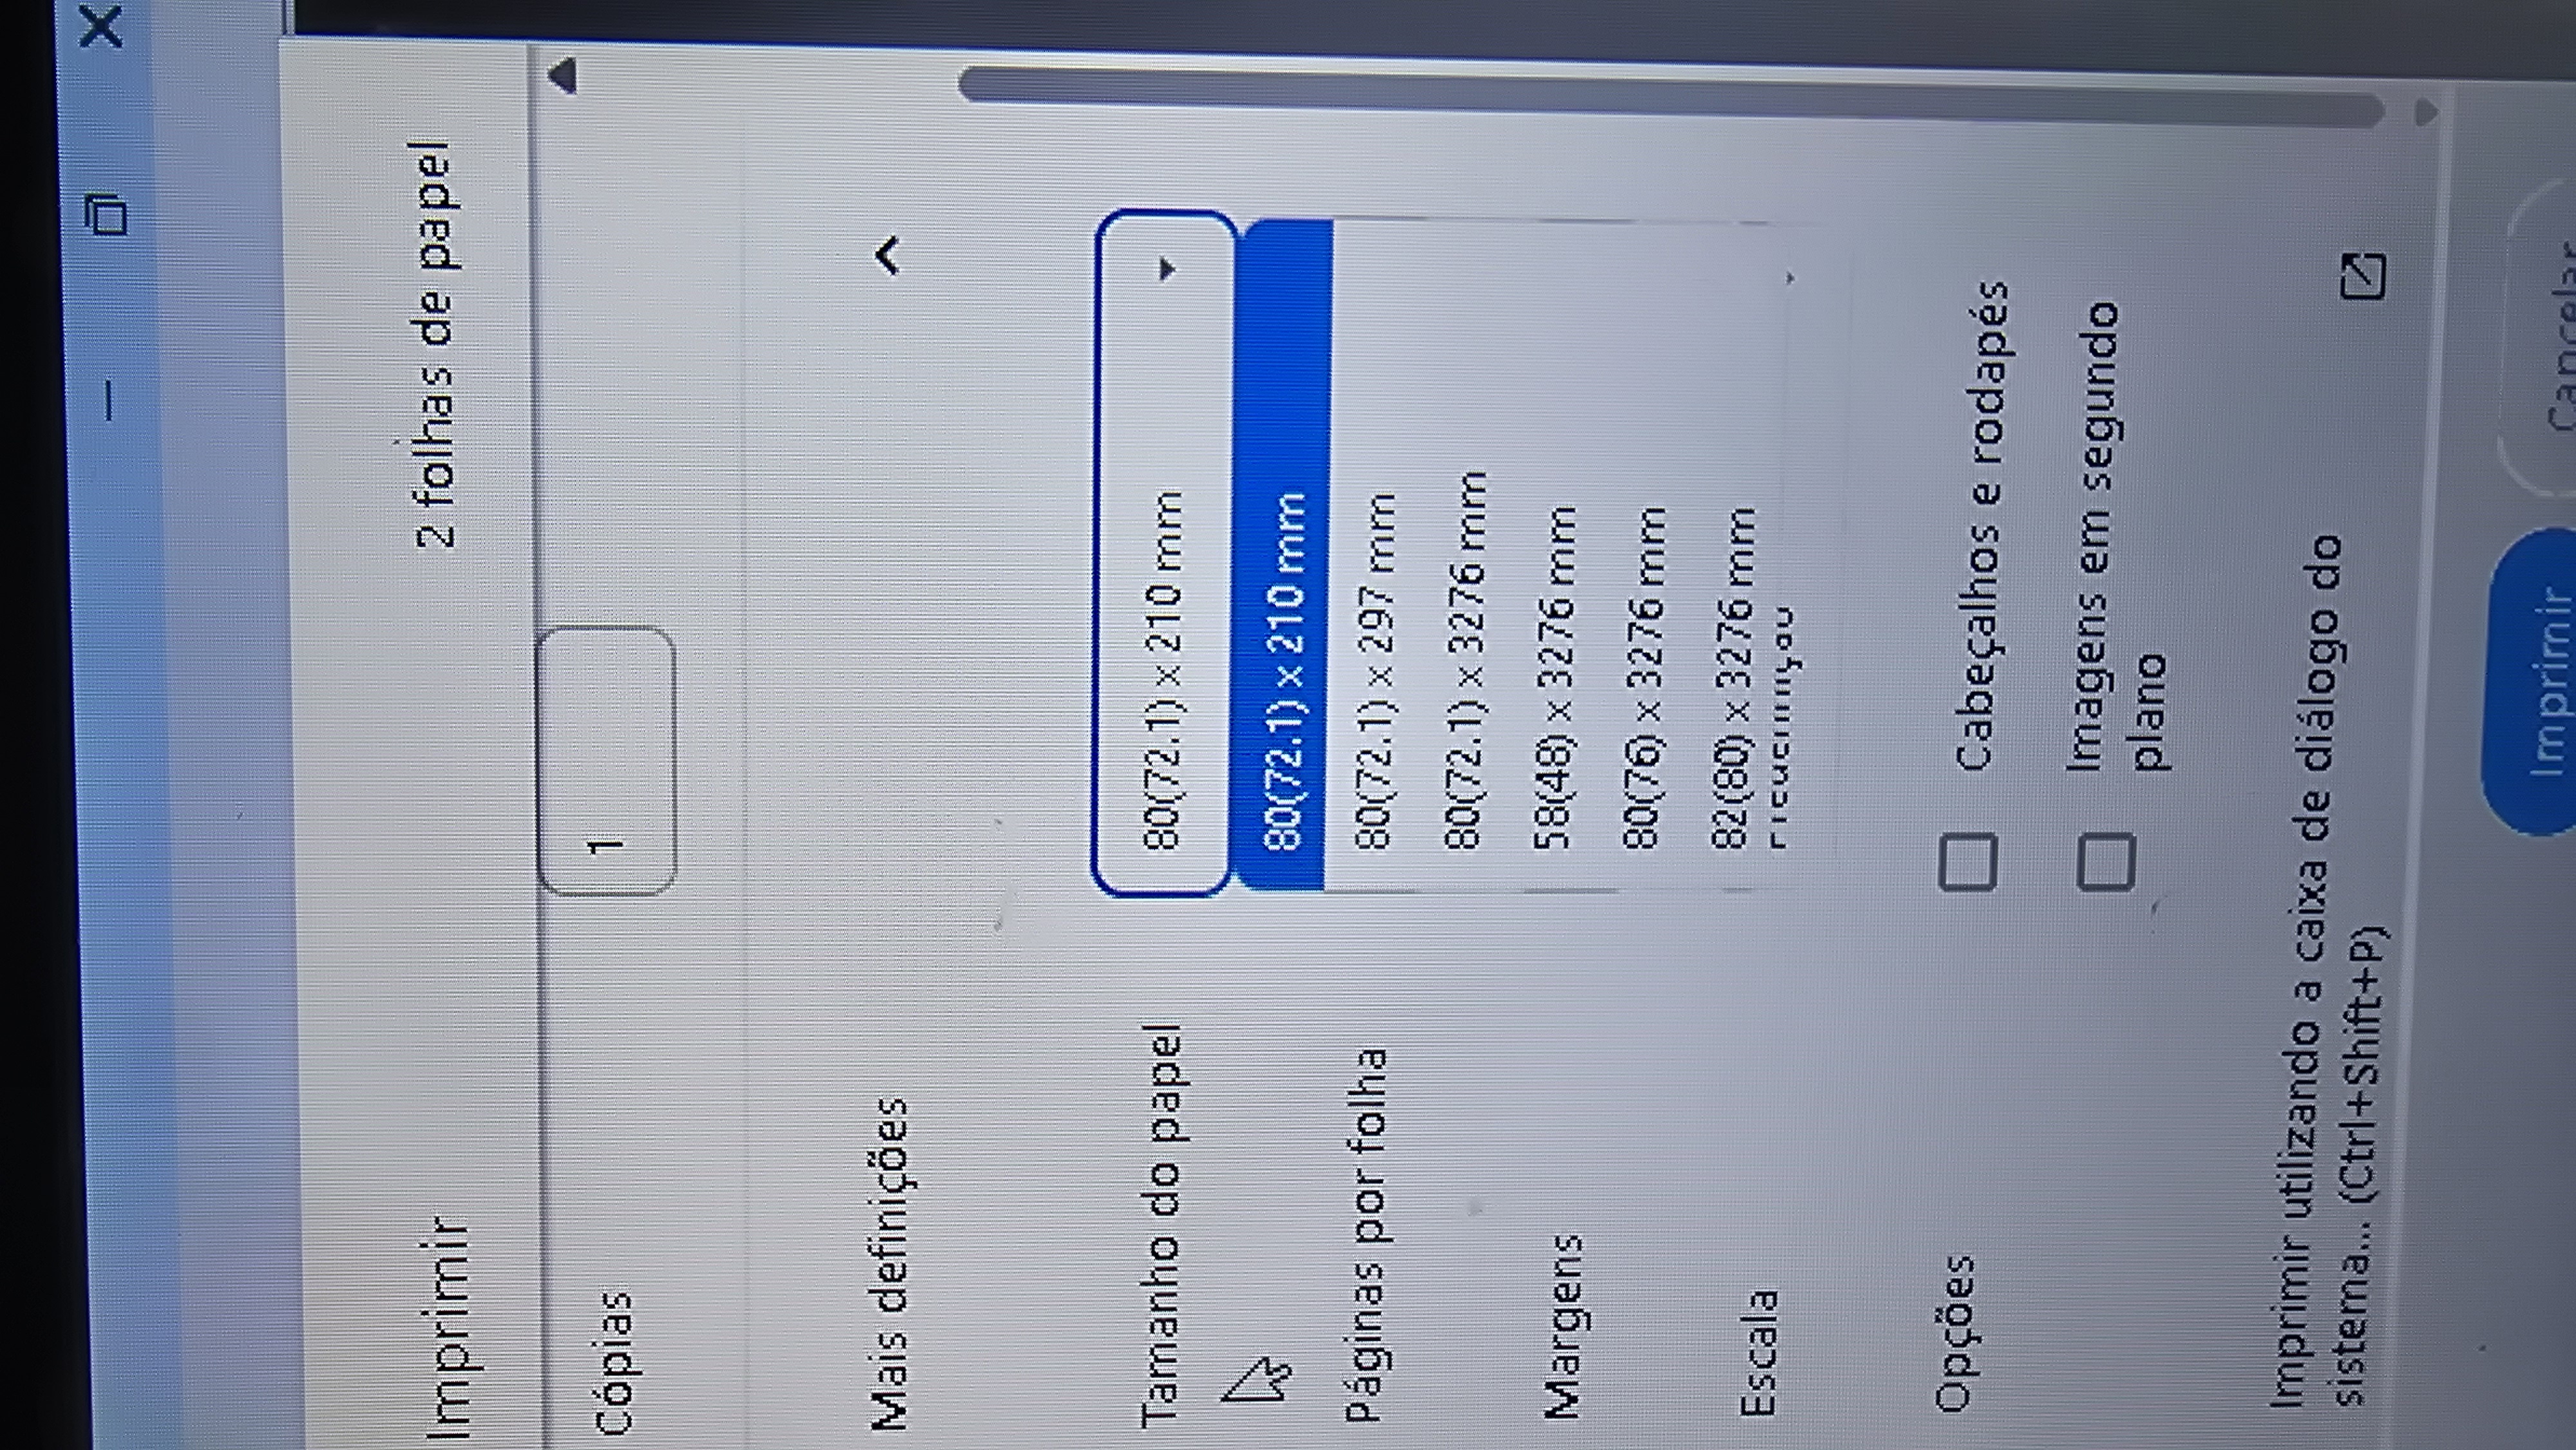 Imprimir 2 folhas de papel
Cópias 1
Mais definições
Tamanho do papel 80(72.1) x 210 mm
80(72.1) x 210 mm
Páginas por folha
80(72.1) x 297 mm
80(72.1) x 3276 mm
Margens
58(48) x 3276 mm
80(76) x 3276 mm
Escala
82(80) x 3276 mm
Opções
Cabeçalhos e rodapés
Imagens em segundo
plano
Imprimir utilizando a caixa de diálogo do
sistema... (Ctrl+Shift+P)
Imprimir Cancelar